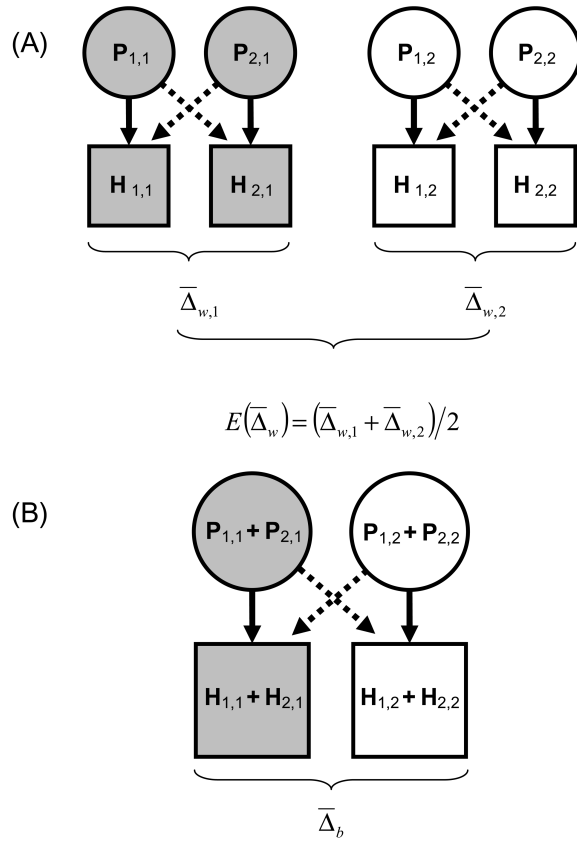 (A)
P1,1 P2,1 P1,2 P2,2
H 1,1 H 2,1 H 1,2 H 2,2
Δ̅w,1 Δ̅w,2
E(Δ̅w)=(Δ̅w,1+Δ̅w,2)/2
(B)
P1,1+ P2,1 P1,2+ P2,2
H1,1+ H2,1 H1,2+ H2,2
Δ̅b